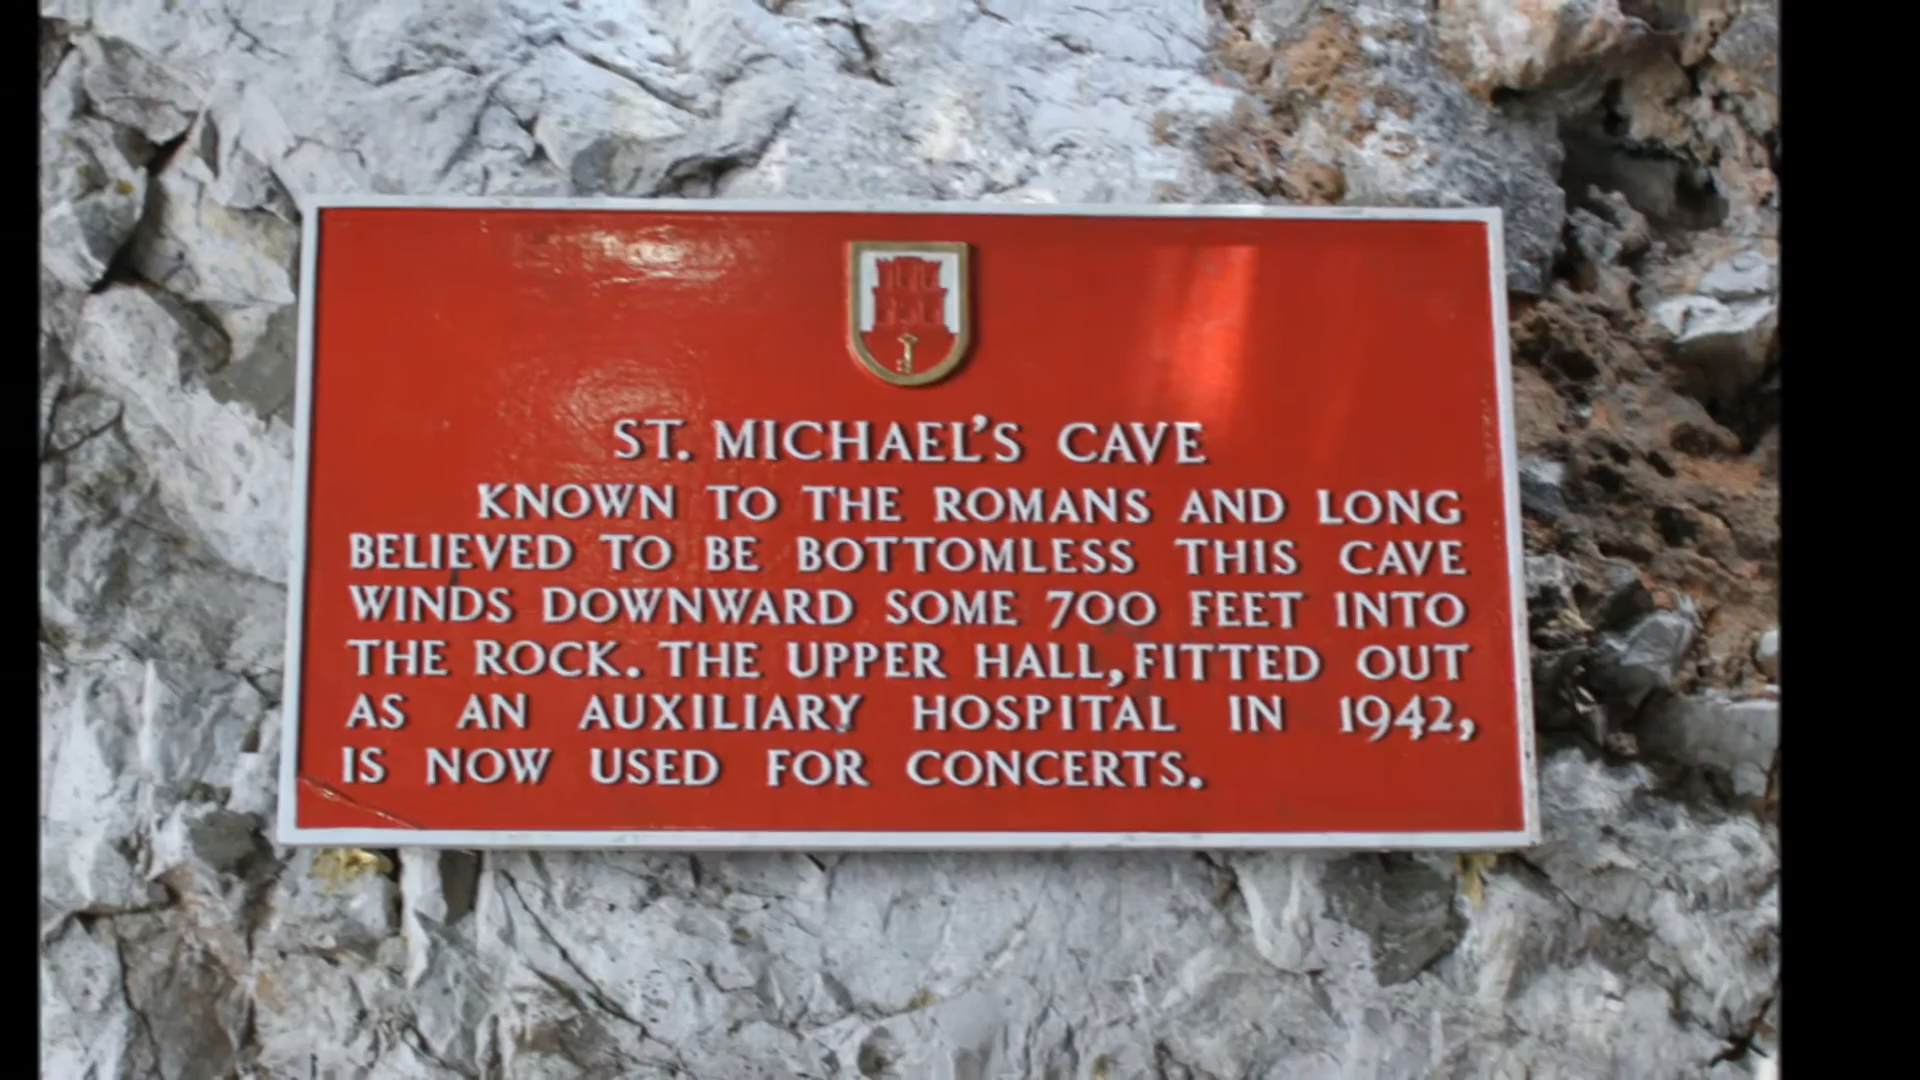 ST. MICHAEL'S CAVE
KNOWN TO THE ROMANS AND LONG
BELIEVED TO BE BOTTOMLESS THIS CAVE
WINDS DOWNWARD SOME 700 FEET INTO
THE ROCK. THE UPPER HALL, FITTED OUT
AS AN AUXILIARY HOSPITAL IN 1942,
IS NOW USED FOR CONCERTS.